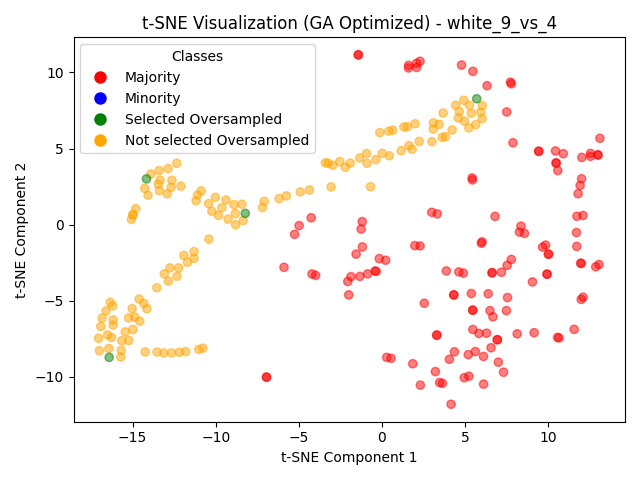 t-SNE Visualization (GA Optimized) - white_9_vs_4
Classes
Majority
Minority
Selected Oversampled
Not selected Oversampled
t-SNE Component 2
10
5
0
−5
−10
−15 −10 −5 0 5 10
t-SNE Component 1